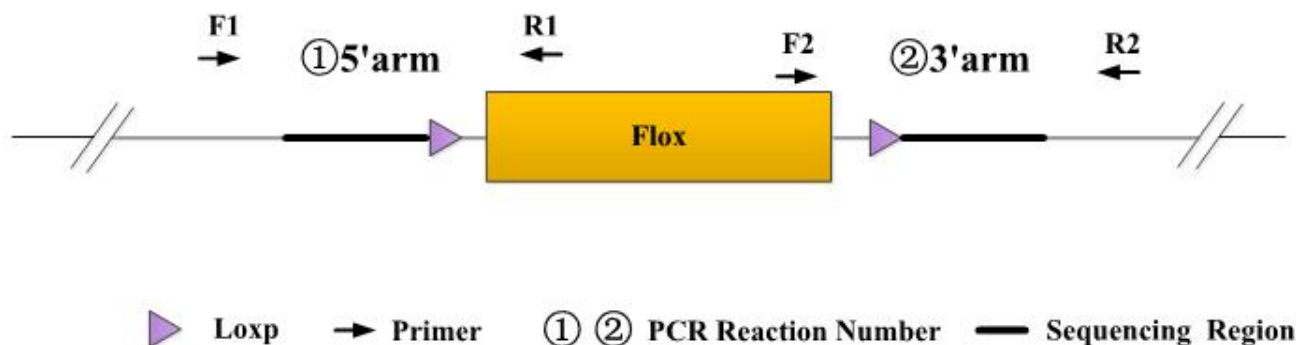 F1
①5'arm
R1
F2
②3'arm
R2
Flox
Loxp
Primer
① ② PCR Reaction Number
Sequencing Region